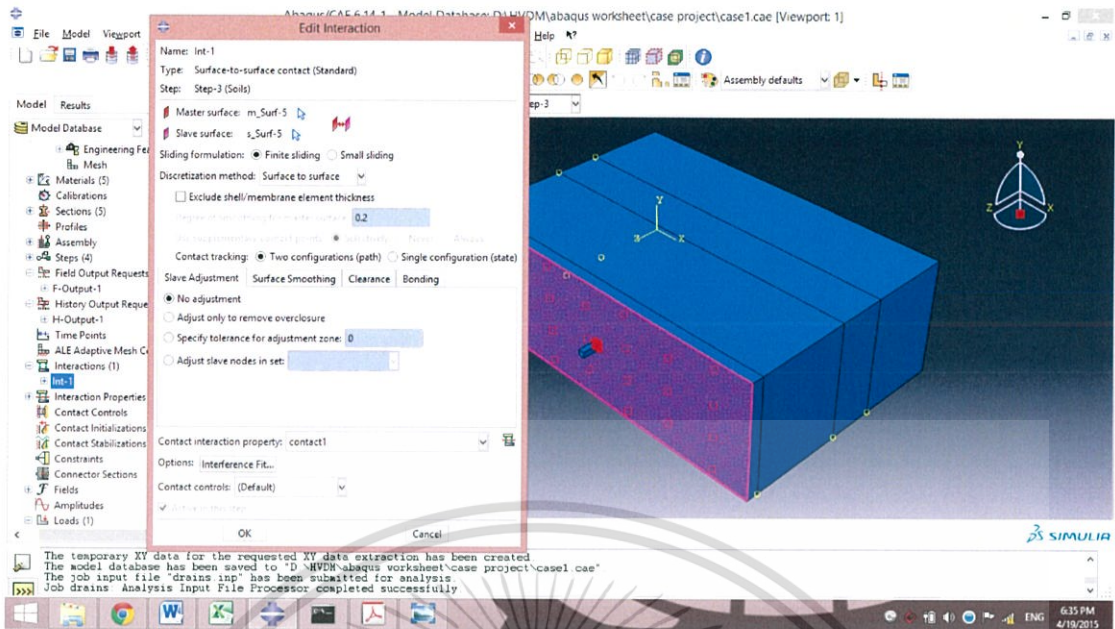 Abaqus/CAE 6.14-1 - Model Database: D:\HVDM\abaqus worksheet\case project\case1.cae [Viewport: 1]
File Model Viewport
Help
Edit Interaction
Name: Int-1
Type: Surface-to-surface contact (Standard)
Step: Step-3 (Soils)
Master surface: m_Surf-5
Slave surface: s_Surf-5
Sliding formulation: Finite sliding Small sliding
Discretization method: Surface to surface
Exclude shell/membrane element thickness
Degree of smoothing for master surface: 0.2
Contact tracking: Two configurations (path) Single configuration (state)
Slave Adjustment Surface Smoothing Clearance Bonding
No adjustment
Adjust only to remove overclosure
Specify tolerance for adjustment zone: 0
Adjust slave nodes in set:
Contact interaction property: contact1
Options: Interference Fit...
Contact controls: (Default)
Active in this step
OK Cancel
Model Results
Model Database
Engineering Fea
Mesh
Materials (5)
Calibrations
Sections (5)
Profiles
Assembly
Steps (4)
Field Output Requests
F-Output-1
History Output Reque
H-Output-1
Time Points
ALE Adaptive Mesh C
Interactions (1)
Int-1
Interaction Properties
Contact Controls
Contact Initializations
Contact Stabilizations
Constraints
Connector Sections
Fields
Amplitudes
Loads (1)
Assembly defaults
ep-3
Y
Z X
Y
Z X
SIMULIA
The temporary XY data for the requested XY data extraction has been created.
The model database has been saved to "D:\HVDM\abaqus worksheet\case project\case1.cae"
The job input file "drains.inp" has been submitted for analysis.
Job drains Analysis Input File Processor completed successfully
ENG
6:35 PM
4/19/2015